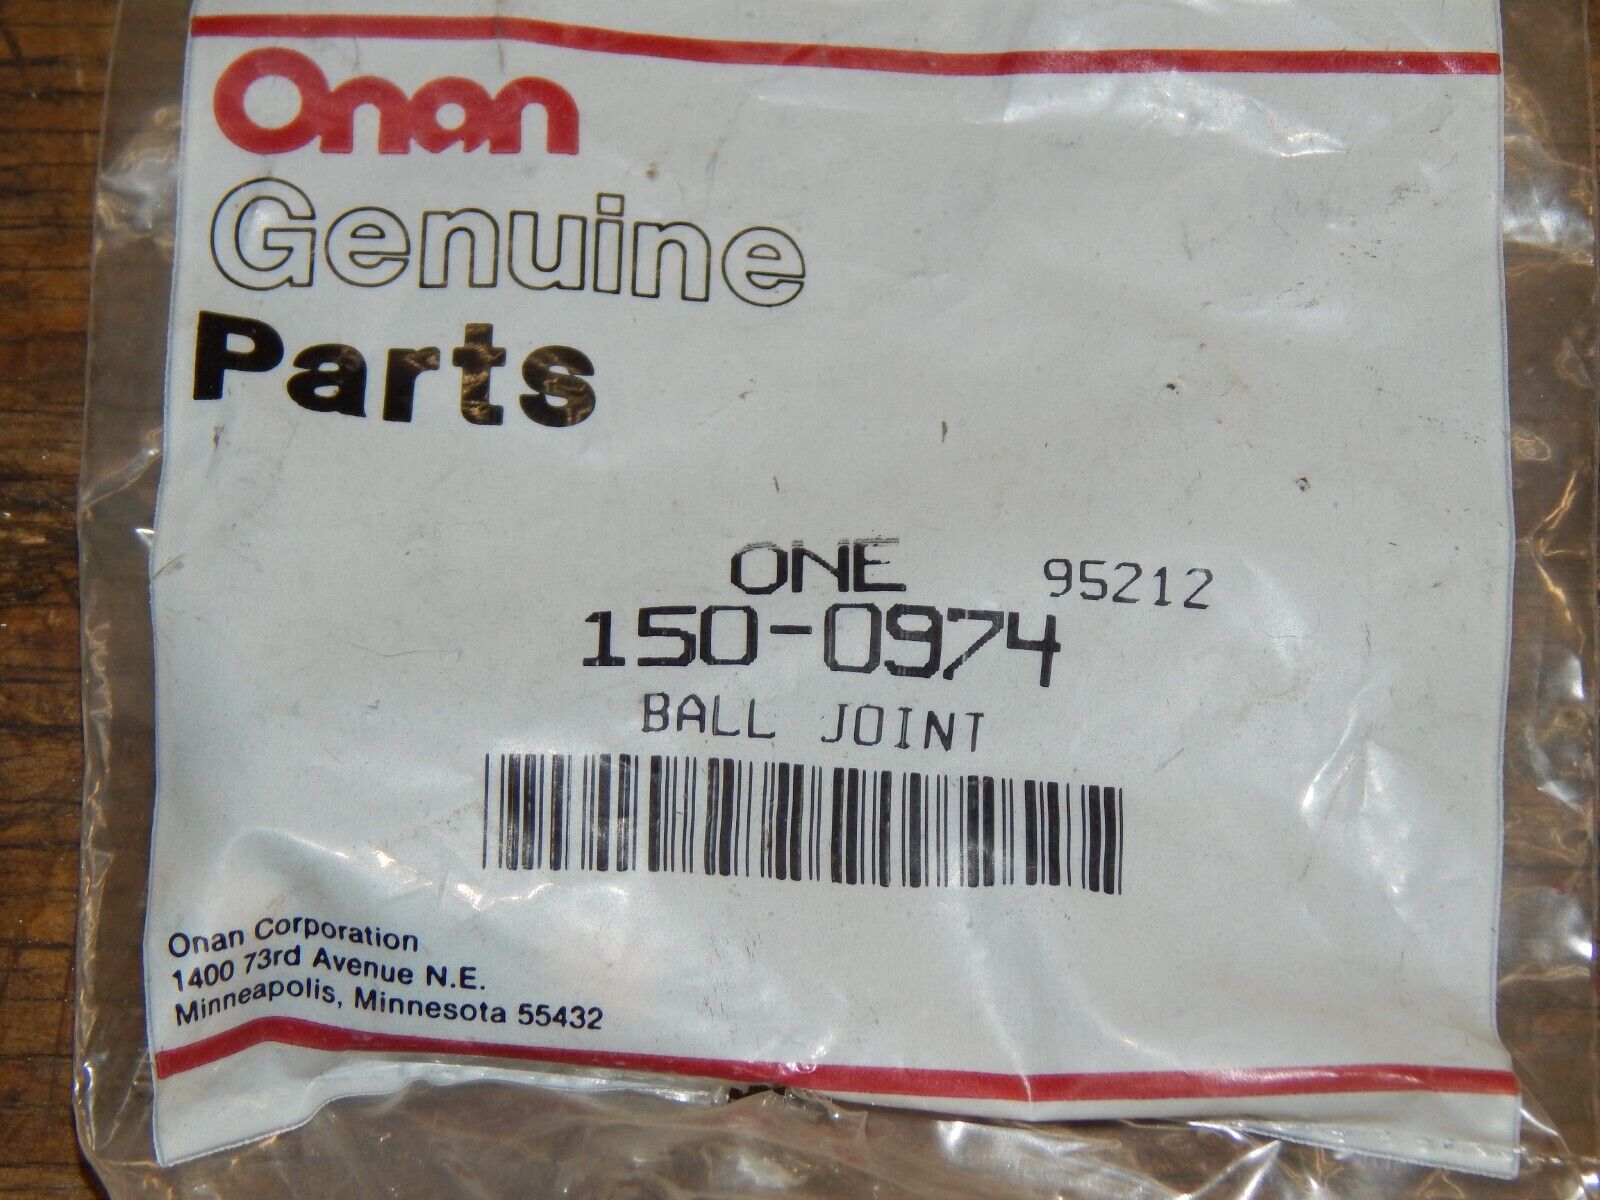 Onan
Genuine
Parts
ONE 95212
150-0974
BALL JOINT
Onan Corporation
1400 73rd Avenue N.E.
Minneapolis, Minnesota 55432